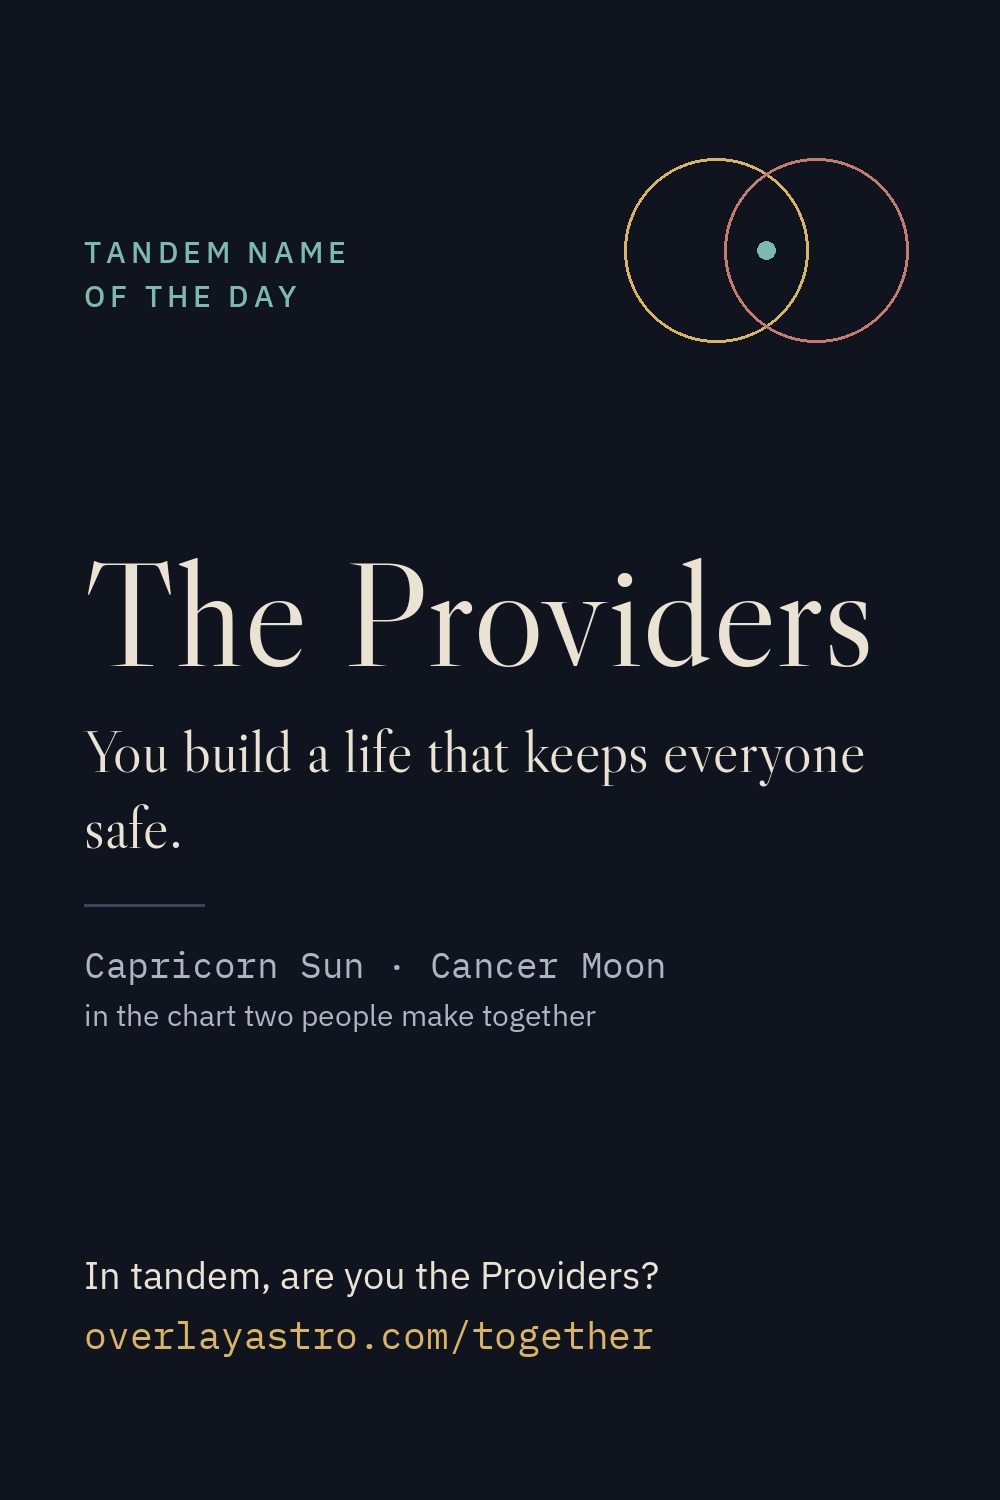 TANDEM NAME
OF THE DAY
The Providers
You build a life that keeps everyone
safe.
Capricorn Sun · Cancer Moon
in the chart two people make together
In tandem, are you the Providers?
overlayastro.com/together